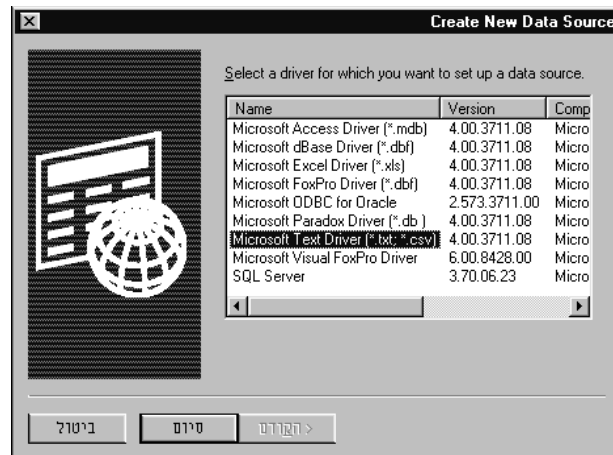 Create New Data Source
Select a driver for which you want to set up a data source.
Name Version Comp
Microsoft Access Driver (*.mdb) 4.00.3711.08 Micro
Microsoft dBase Driver (*.dbf) 4.00.3711.08 Micro
Microsoft Excel Driver (*.xls) 4.00.3711.08 Micro
Microsoft FoxPro Driver (*.dbf) 4.00.3711.08 Micro
Microsoft ODBC for Oracle 2.573.3711.00 Micro
Microsoft Paradox Driver (*.db ) 4.00.3711.08 Micro
Microsoft Text Driver (*.txt; *.csv) 4.00.3711.08 Micro
Microsoft Visual FoxPro Driver 6.00.8428.00 Micro
SQL Server 3.70.06.23 Micro
ביטול סיום < הקודם